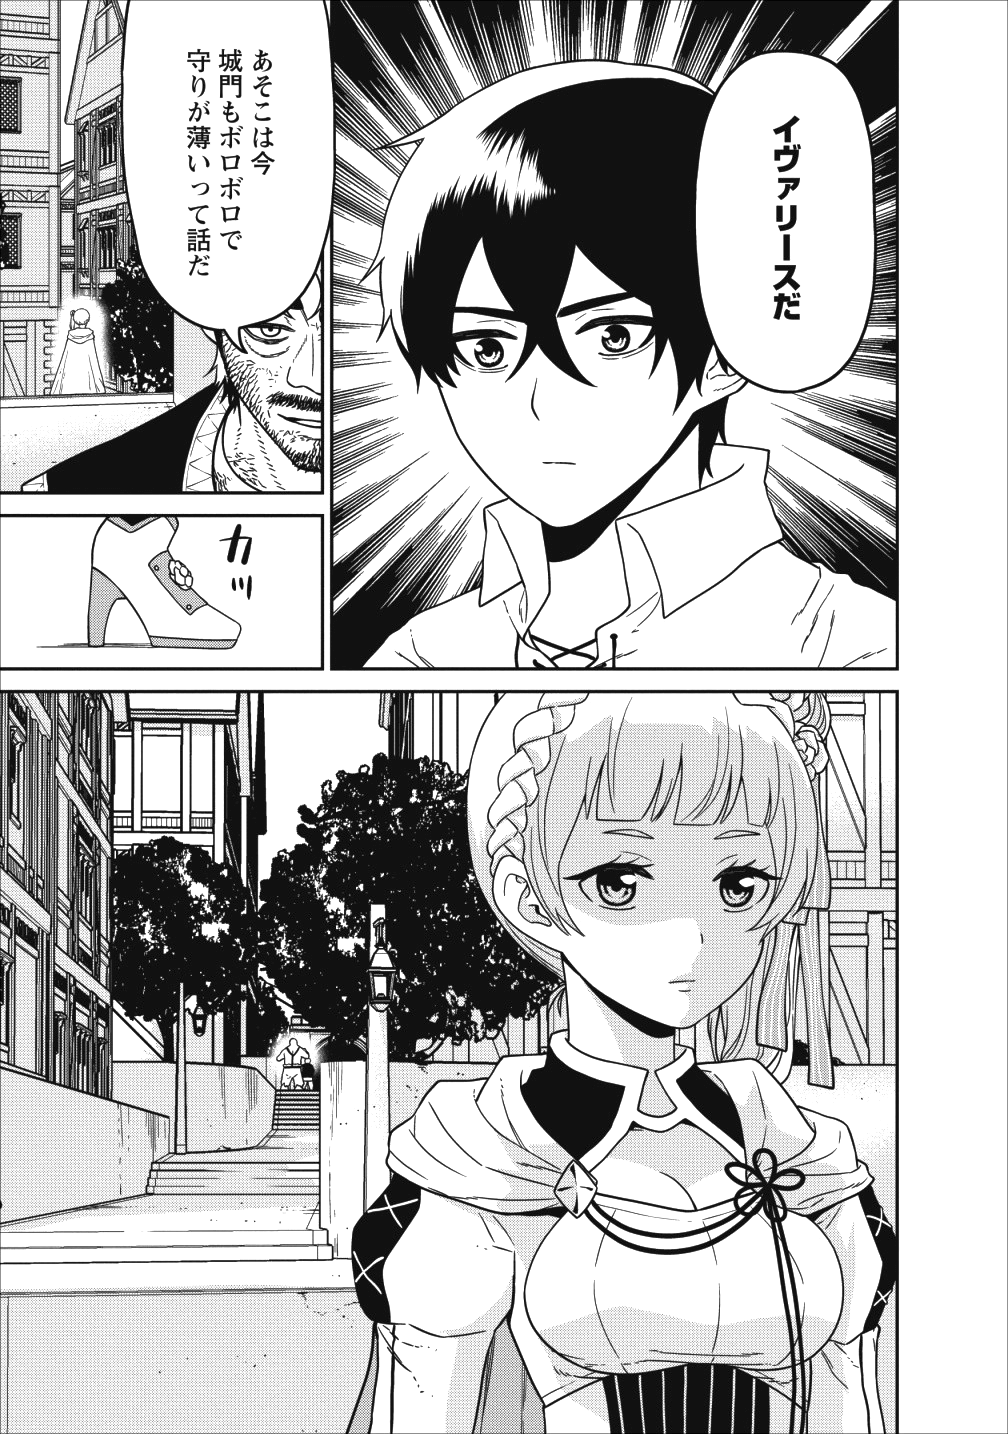 イヴァリースだ
あそこは今
城門もボロボロで
守りが薄いって話だ
カッ